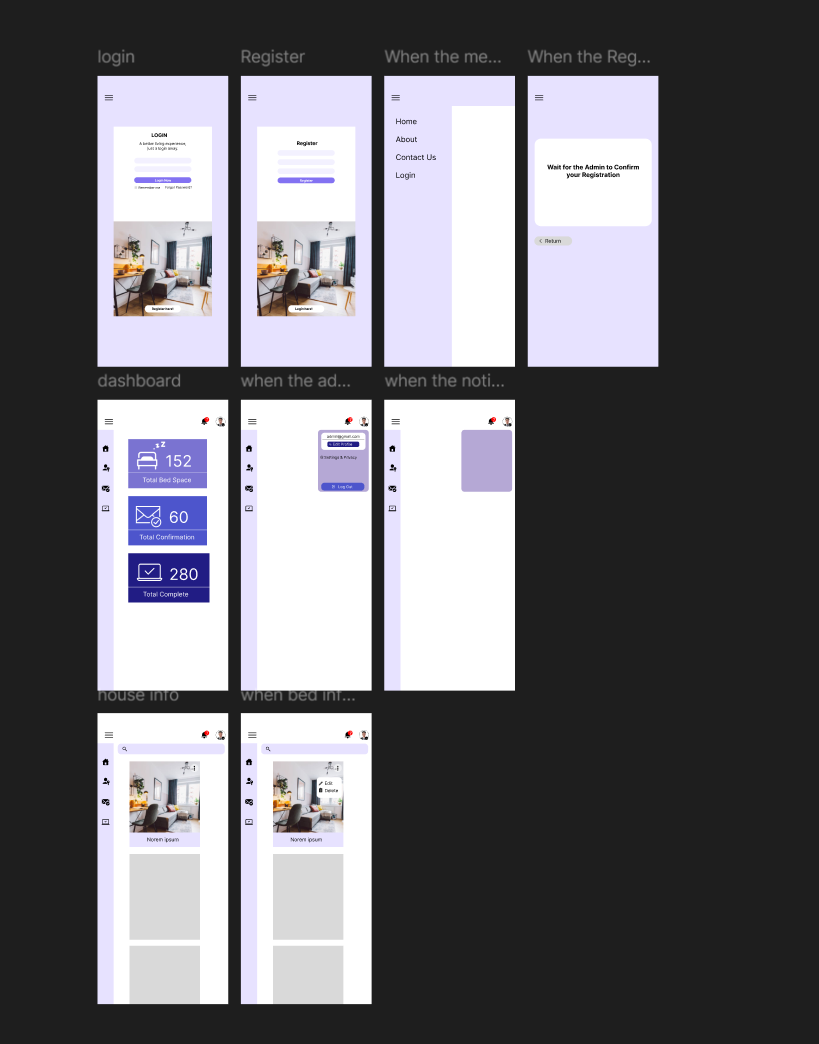 login
Register
When the me...
When the Reg...
LOGIN
A better living experience,
Just a login away.
Login Now
Remember me
Forgot Password?
Register here!
Register
Register
Login here!
Home
About
Contact Us
Login
Wait for the Admin to Confirm
your Registration
Return
dashboard
when the ad...
when the noti...
z Z
152
Total Bed Space
60
Total Confirmation
280
Total Complete
admin@gmail.com
Edit Profile
Settings & Privacy
Log Out
house info
when bed inf...
Norem ipsum
Edit
Delete
Norem ipsum